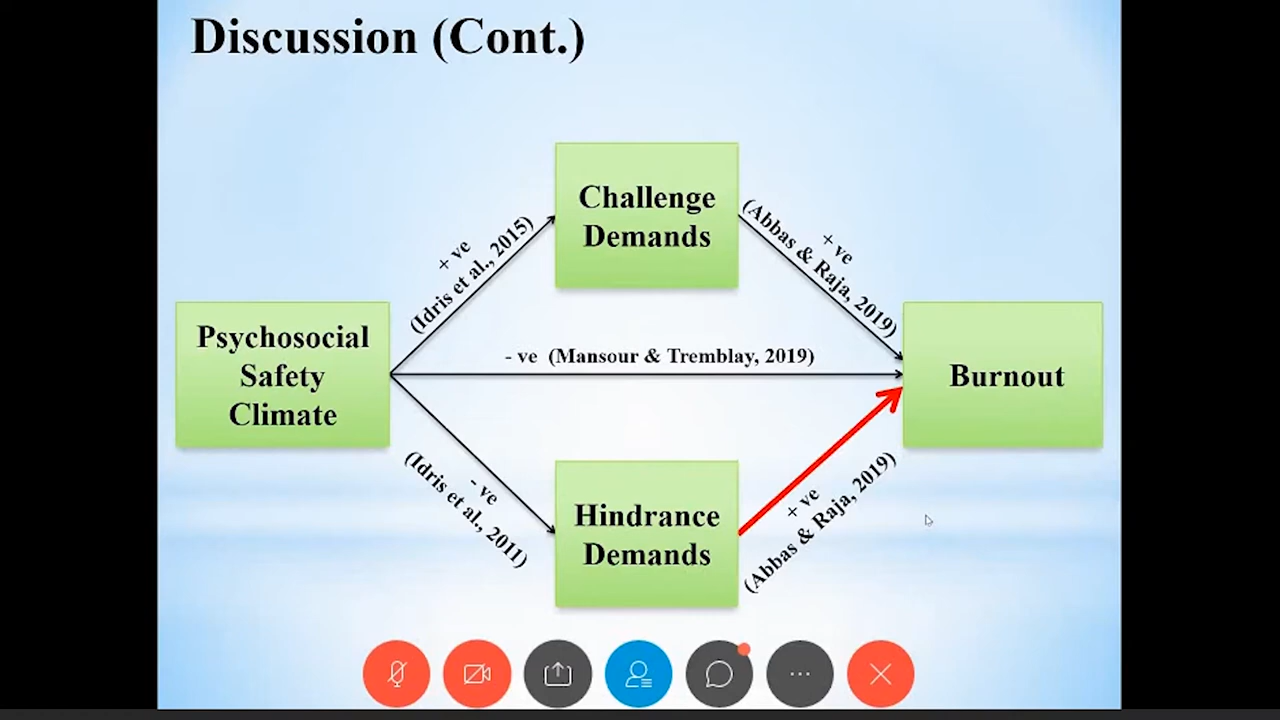 Discussion (Cont.)
Challenge
Demands
+ ve
(Idris et al., 2015)
+ ve
(Abbas & Raja, 2019)
Psychosocial
Safety
Climate
- ve (Mansour & Tremblay, 2019)
Burnout
- ve
(Idris et al., 2011)
Hindrance
Demands
+ ve
(Abbas & Raja, 2019)